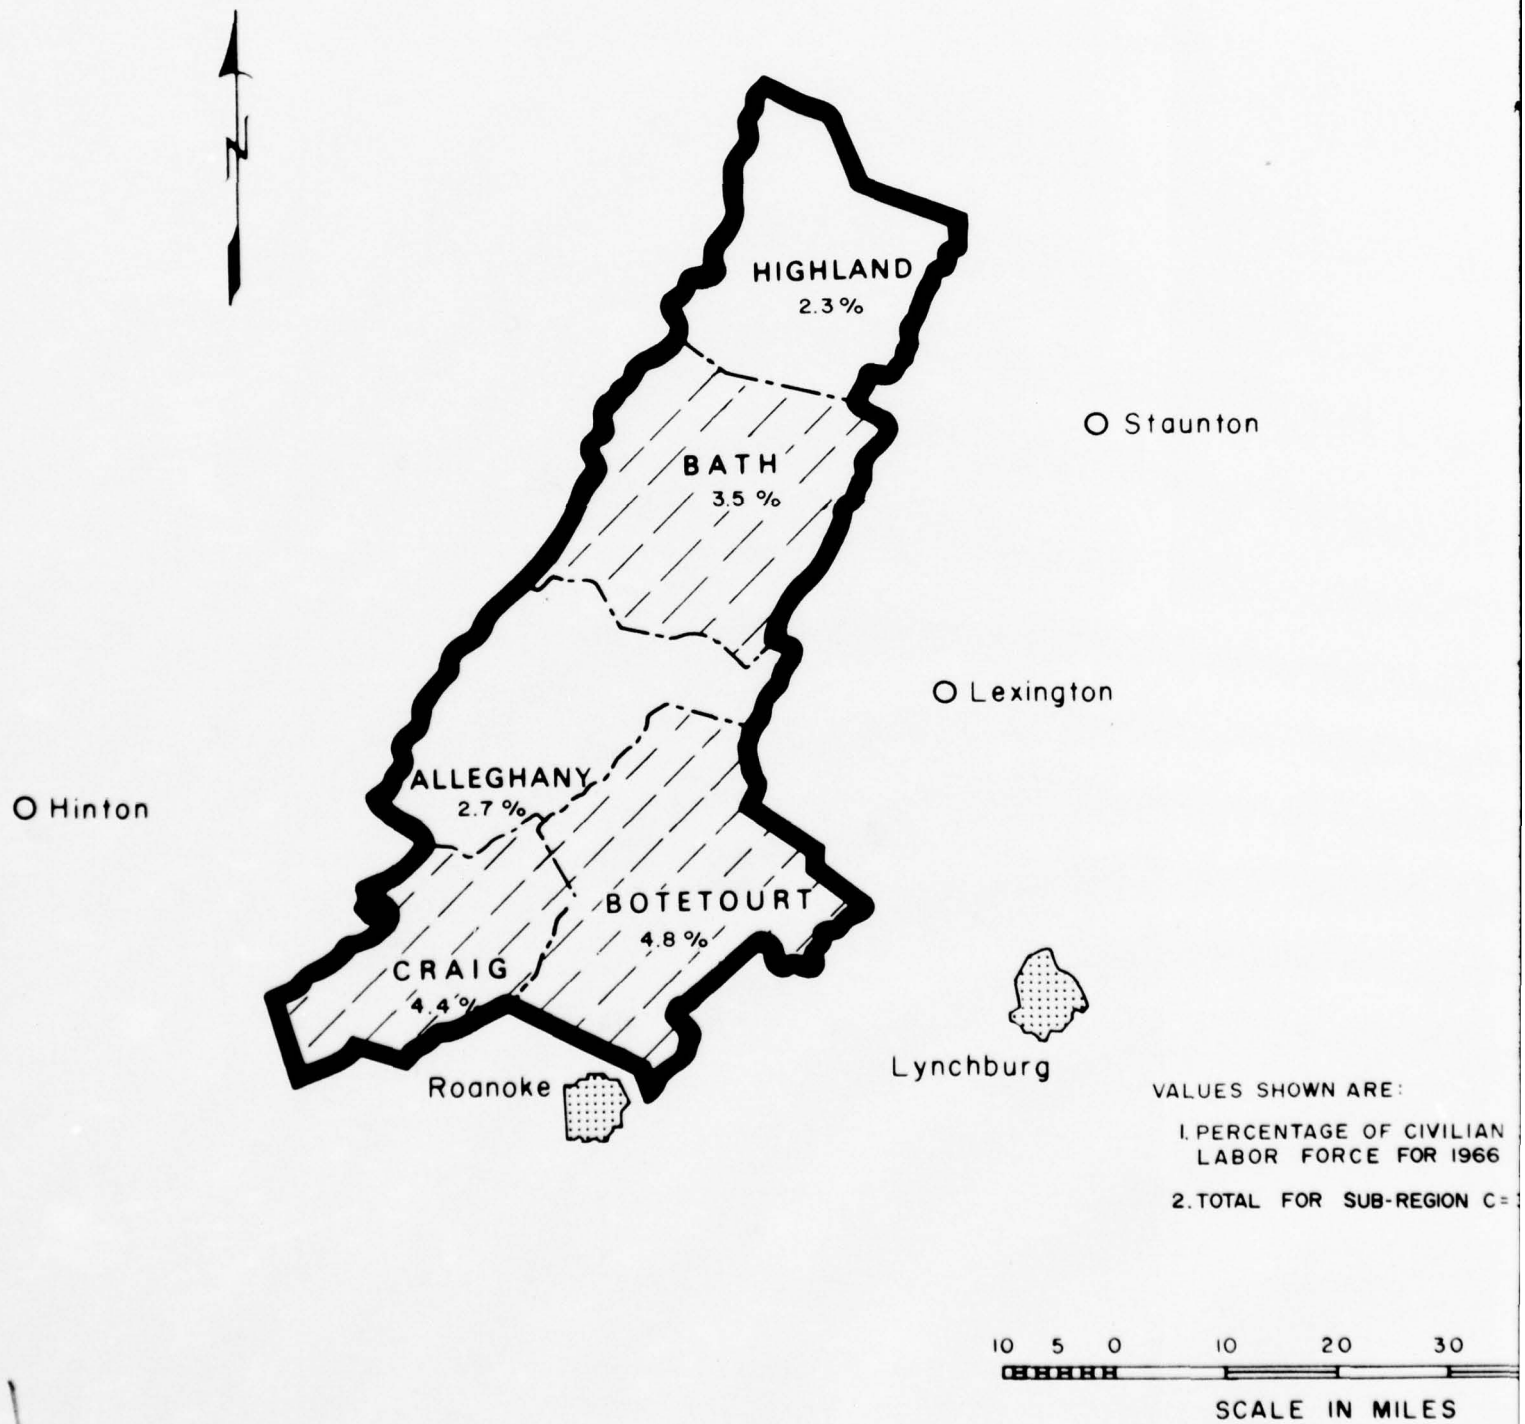 N
HIGHLAND
2.3%
Staunton
BATH
3.5 %
Lexington
ALLEGHANY
2.7 %
Hinton
BOTETOURT
4.8 %
CRAIG
4.4 %
Roanoke
Lynchburg
VALUES SHOWN ARE:
1. PERCENTAGE OF CIVILIAN
LABOR FORCE FOR 1966
2. TOTAL FOR SUB-REGION C=
10 5 0 10 20 30
SCALE IN MILES